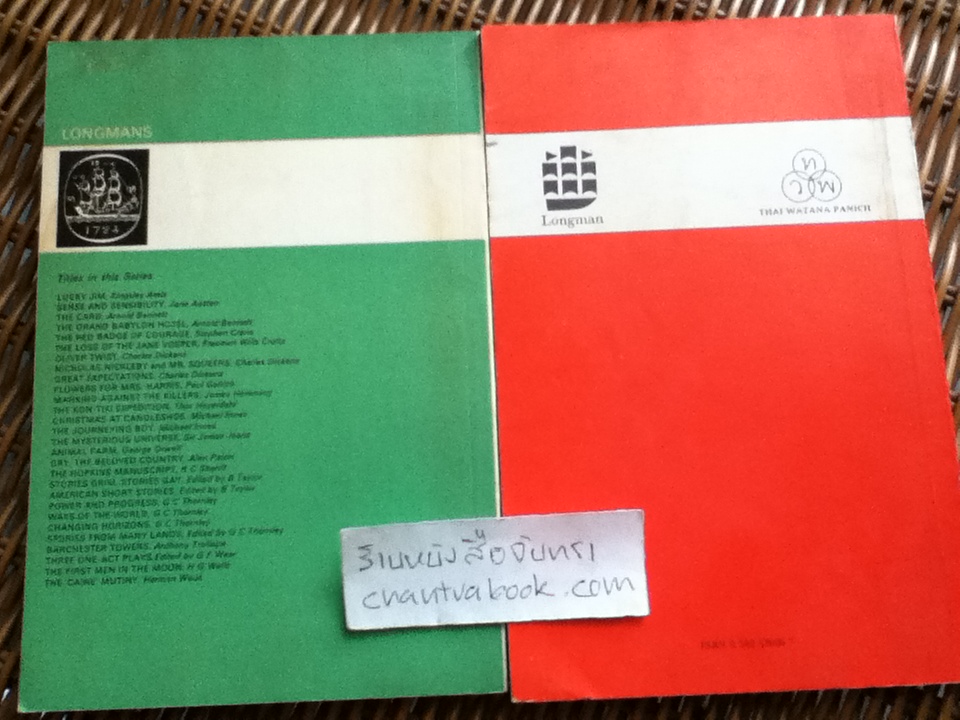 LONGMANS
1724
Titles in this Series
LUCKY JIM, Kingsley Amis
SENSE AND SENSIBILITY, Jane Austen
THE CARD, Arnold Bennett
THE GRAND BABYLON HOTEL, Arnold Bennett
THE RED BADGE OF COURAGE, Stephen Crane
THE LOSS OF THE JANE VOSPER, Freeman Wills Crofts
OLIVER TWIST, Charles Dickens
NICHOLAS NICKLEBY and MR. SQUEERS, Charles Dickens
GREAT EXPECTATIONS, Charles Dickens
FLOWERS FOR MRS. HARRIS, Paul Gallico
MANKIND AGAINST THE KILLERS, James Hemming
THE KON-TIKI EXPEDITION, Thor Heyerdahl
CHRISTMAS AT CANDLESHOE, Michael Innes
THE JOURNEYING BOY, Michael Innes
THE MYSTERIOUS UNIVERSE, Sir James Jeans
ANIMAL FARM, George Orwell
CRY, THE BELOVED COUNTRY, Alan Paton
THE HOPKINS MANUSCRIPT, R C Sherriff
STORIES GRIM, STORIES GAY, Edited by B Taylor
AMERICAN SHORT STORIES, Edited by B Taylor
POWER AND PROGRESS, G C Thornley
WAYS OF THE WORLD, G C Thornley
CHANGING HORIZONS, G C Thornley
STORIES FROM MANY LANDS, Edited by G C Thornley
BARCHESTER TOWERS, Anthony Trollope
THREE ONE-ACT PLAYS, Edited by G E Wear
THE FIRST MEN IN THE MOON, H G Wells
THE CAINE MUTINY, Herman Wouk
Longman
ท
ว พ
THAI WATANA PANICH
ร้านหนังสือจันทรา
chantrabook.com